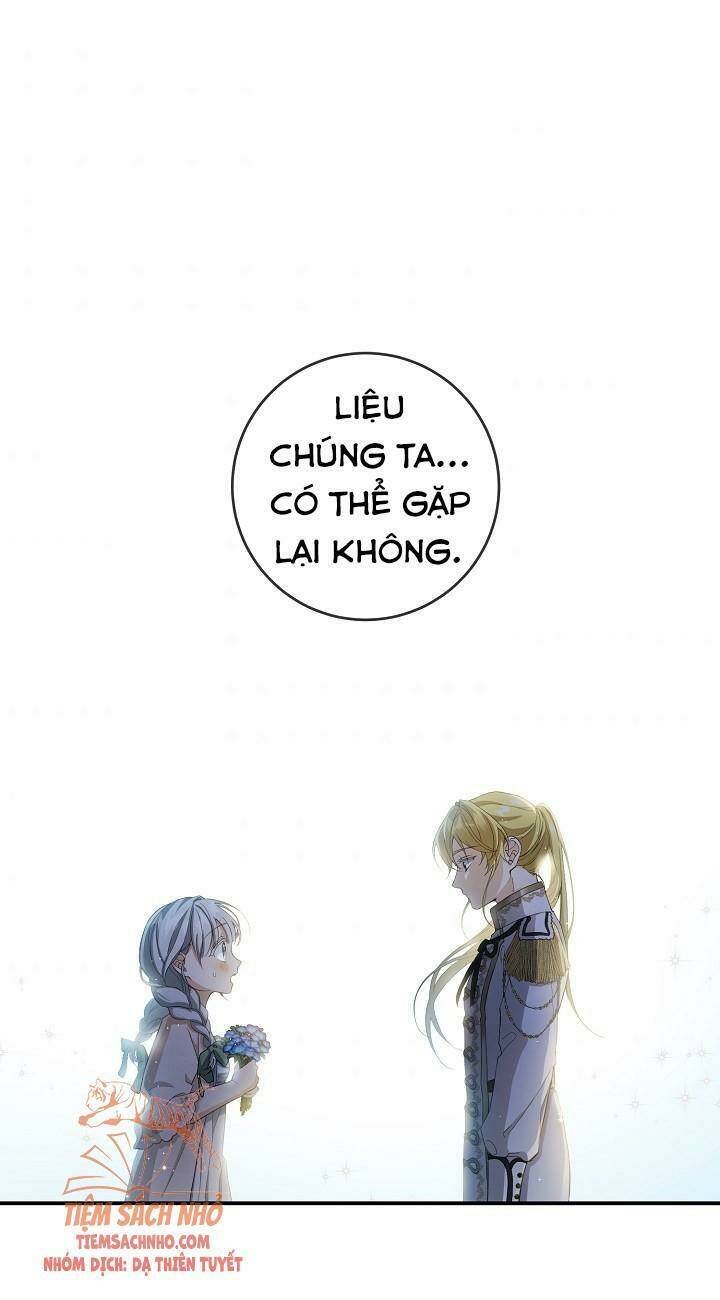 LIỆU
CHÚNG TA...
CÓ THỂ GẶP
LẠI KHÔNG.
TIỆM SÁCH NHỎ
TIEMSACHNHO.COM
NHÓM DỊCH: DẠ THIÊN TUYẾT